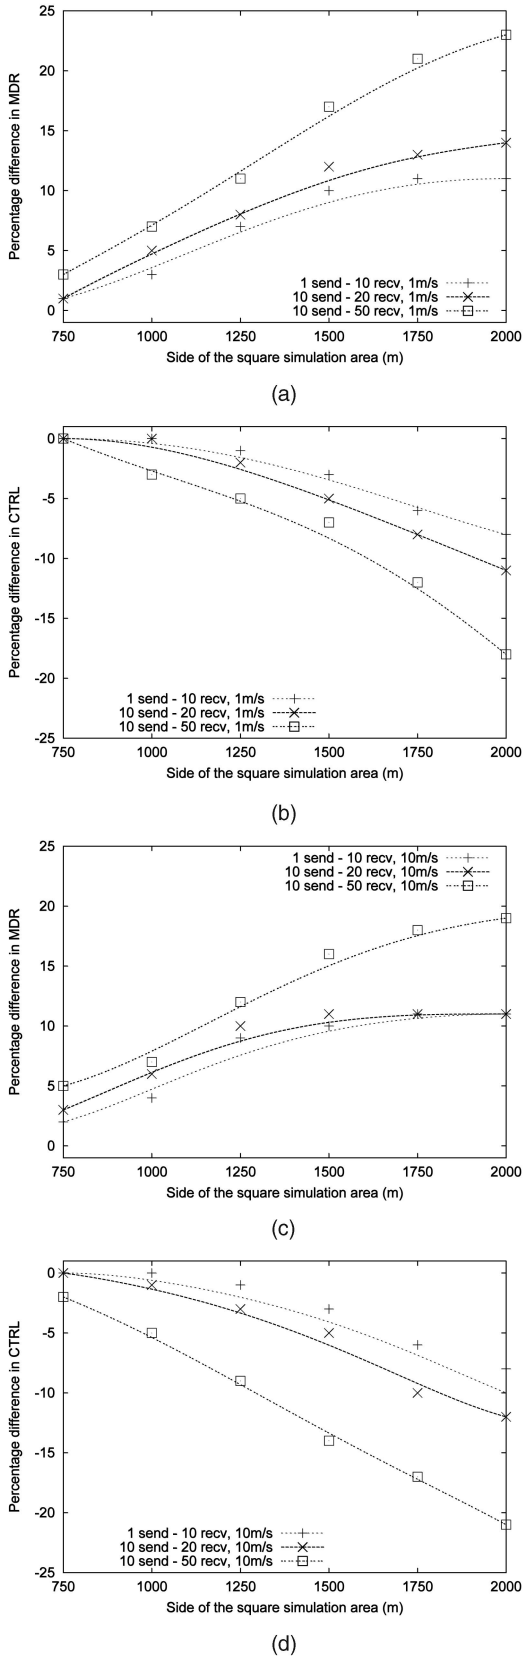 25
20
15
10
5
0
Percentage difference in MDR
1 send - 10 recv, 1m/s
10 send - 20 recv, 1m/s
10 send - 50 recv, 1m/s
750 1000 1250 1500 1750 2000
Side of the square simulation area (m)
(a)
0
-5
-10
-15
-20
-25
Percentage difference in CTRL
1 send - 10 recv, 1m/s
10 send - 20 recv, 1m/s
10 send - 50 recv, 1m/s
750 1000 1250 1500 1750 2000
Side of the square simulation area (m)
(b)
25
20
15
10
5
0
Percentage difference in MDR
1 send - 10 recv, 10m/s
10 send - 20 recv, 10m/s
10 send - 50 recv, 10m/s
750 1000 1250 1500 1750 2000
Side of the square simulation area (m)
(c)
0
-5
-10
-15
-20
-25
Percentage difference in CTRL
1 send - 10 recv, 10m/s
10 send - 20 recv, 10m/s
10 send - 50 recv, 10m/s
750 1000 1250 1500 1750 2000
Side of the square simulation area (m)
(d)